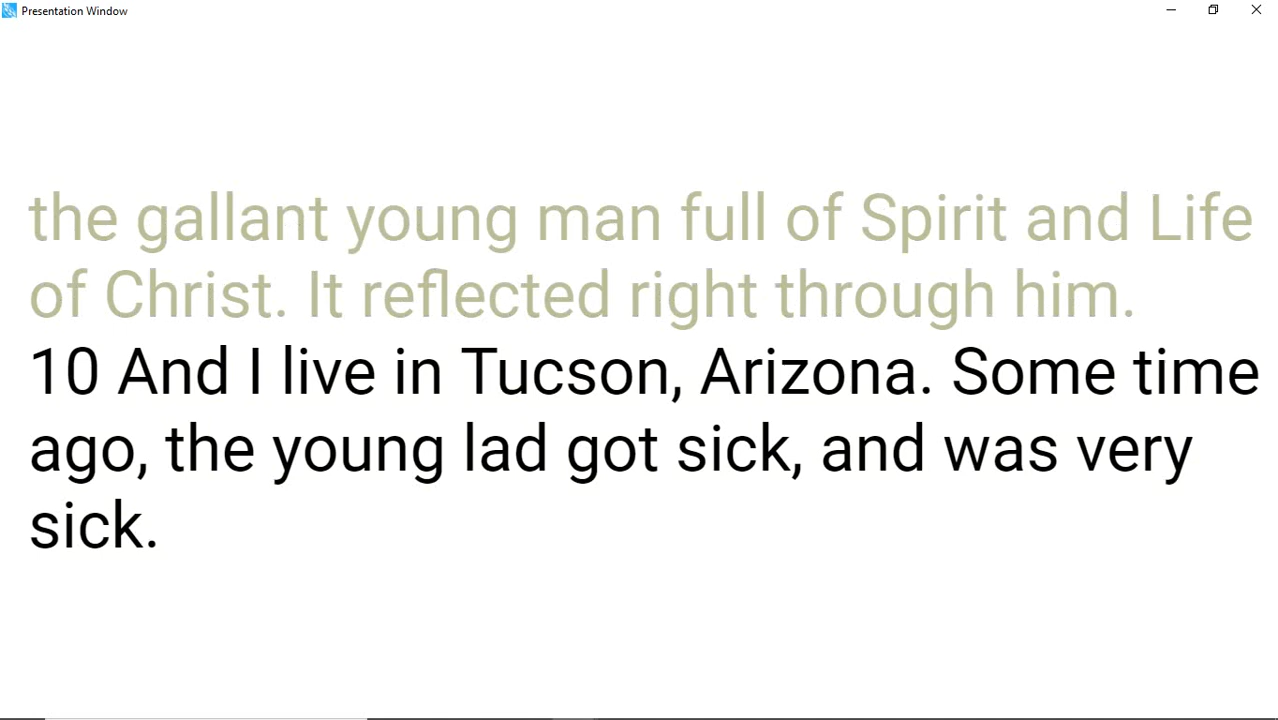 Presentation Window
the gallant young man full of Spirit and Life
of Christ. It reflected right through him.
10 And I live in Tucson, Arizona. Some time
ago, the young lad got sick, and was very
sick.